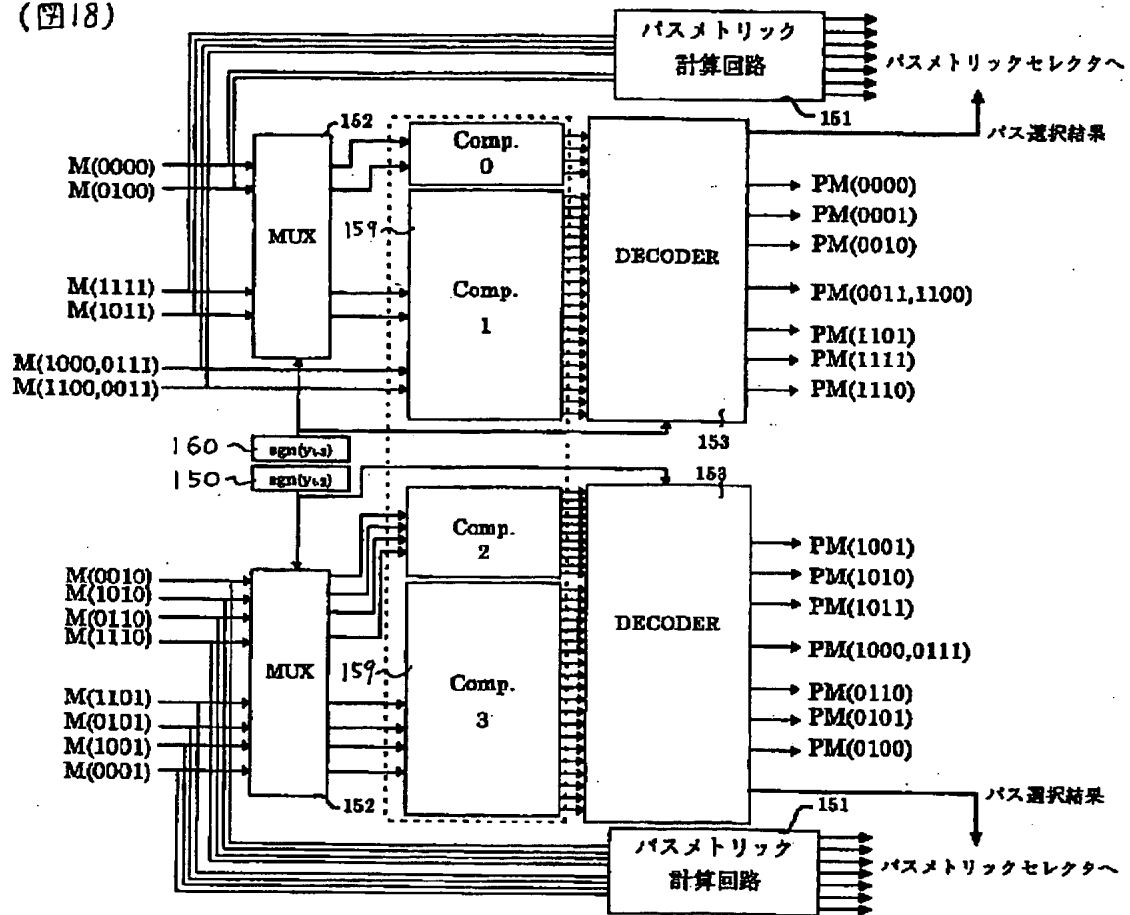 (図18)
パスメトリック
計算回路
パスメトリックセレクタへ
151
パス選択結果
152
M(0000)
M(0100)
MUX
M(1111)
M(1011)
M(1000,0111)
M(1100,0011)
Comp.
0
159
Comp.
1
DECODER
153
PM(0000)
PM(0001)
PM(0010)
PM(0011,1100)
PM(1101)
PM(1111)
PM(1110)
160
150
153
M(0010)
M(1010)
M(0110)
M(1110)
MUX
M(1101)
M(0101)
M(1001)
M(0001)
152
Comp.
2
159
Comp.
3
DECODER
PM(1001)
PM(1010)
PM(1011)
PM(1000,0111)
PM(0110)
PM(0101)
PM(0100)
パス選択結果
151
パスメトリック
計算回路
パスメトリックセレクタへ